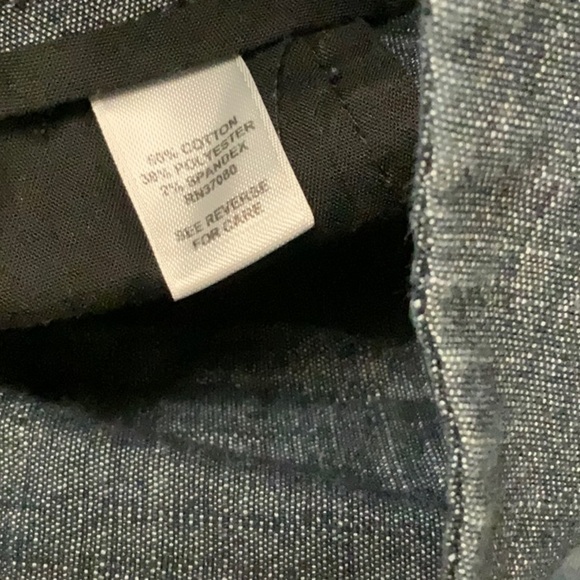 60% COTTON
38% POLYESTER
2% SPANDEX
RN37080
SEE REVERSE
FOR CARE